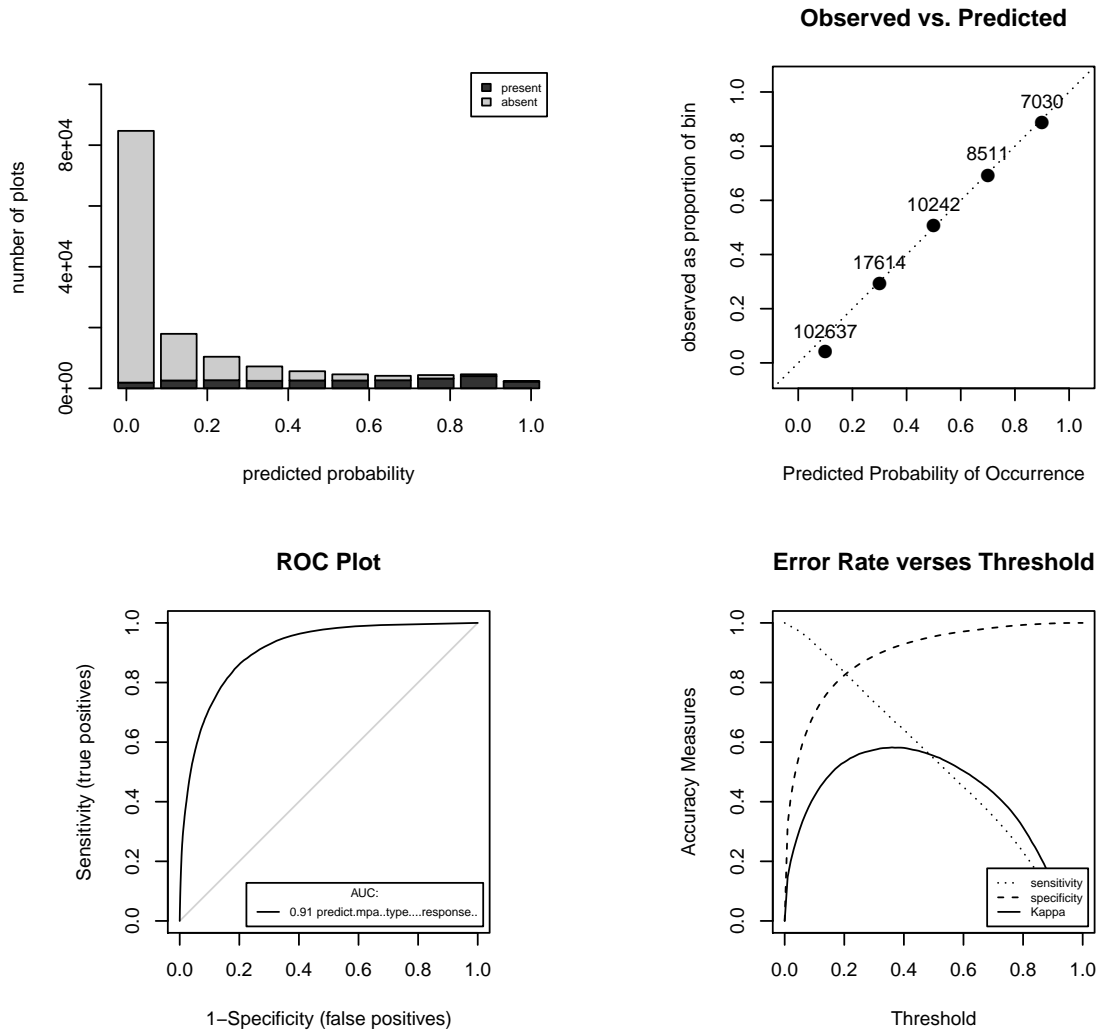 number of plots
0e+00 4e+04 8e+04
present
absent
0.0 0.2 0.4 0.6 0.8 1.0
predicted probability
Observed vs. Predicted
observed as proportion of bin
0.0 0.2 0.4 0.6 0.8 1.0
7030
8511
10242
17614
102637
0.0 0.2 0.4 0.6 0.8 1.0
Predicted Probability of Occurrence
ROC Plot
Sensitivity (true positives)
0.0 0.2 0.4 0.6 0.8 1.0
AUC:
0.91 predict.mpa..type....response..
0.0 0.2 0.4 0.6 0.8 1.0
1−Specificity (false positives)
Error Rate verses Threshold
Accuracy Measures
0.0 0.2 0.4 0.6 0.8 1.0
sensitivity
specificity
Kappa
0.0 0.2 0.4 0.6 0.8 1.0
Threshold